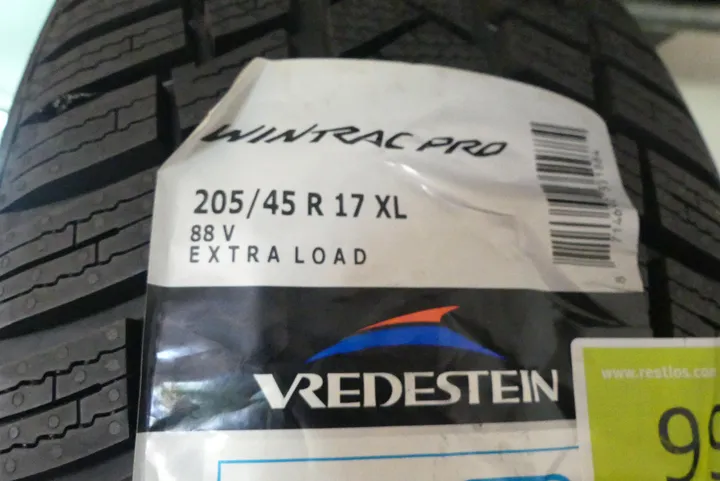 WINTRAC PRO
205/45 R 17 XL
88 V
EXTRA LOAD
VREDESTEIN
www.restlos.com